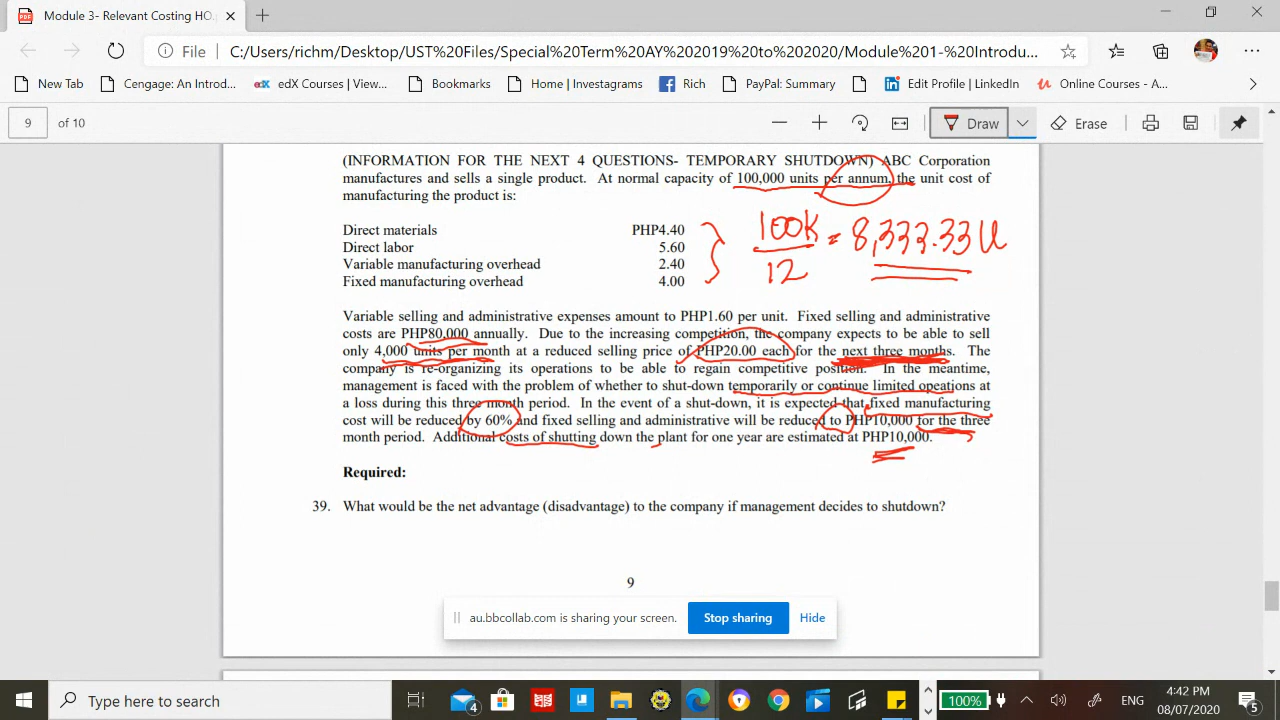 Module 3- Relevant Costing HO.p
File C:/Users/richm/Desktop/UST%20Files/Special%20Term%20AY%202019%20to%202020/Module%201-%20Introdu...
New Tab Cengage: An Introd... edX Courses | View... Bookmarks Home | Investagrams Rich PayPal: Summary Edit Profile | LinkedIn Online Courses - A...
9 of 10 Draw Erase
(INFORMATION FOR THE NEXT 4 QUESTIONS- TEMPORARY SHUTDOWN) ABC Corporation
manufactures and sells a single product. At normal capacity of 100,000 units per annum, the unit cost of
manufacturing the product is:
Direct materials PHP4.40
Direct labor 5.60
Variable manufacturing overhead 2.40
Fixed manufacturing overhead 4.00
100K
12
= 8,333.33 U
Variable selling and administrative expenses amount to PHP1.60 per unit. Fixed selling and administrative
costs are PHP80,000 annually. Due to the increasing competition, the company expects to be able to sell
only 4,000 units per month at a reduced selling price of PHP20.00 each for the next three months. The
company is re-organizing its operations to be able to regain competitive position. In the meantime,
management is faced with the problem of whether to shut-down temporarily or continue limited opeations at
a loss during this three month period. In the event of a shut-down, it is expected that fixed manufacturing
cost will be reduced by 60% and fixed selling and administrative will be reduced to PHP10,000 for the three
month period. Additional costs of shutting down the plant for one year are estimated at PHP10,000.
Required:
39. What would be the net advantage (disadvantage) to the company if management decides to shutdown?
9
au.bbcollab.com is sharing your screen. Stop sharing Hide
Type here to search
4
100%
ENG
4:42 PM
08/07/2020
5